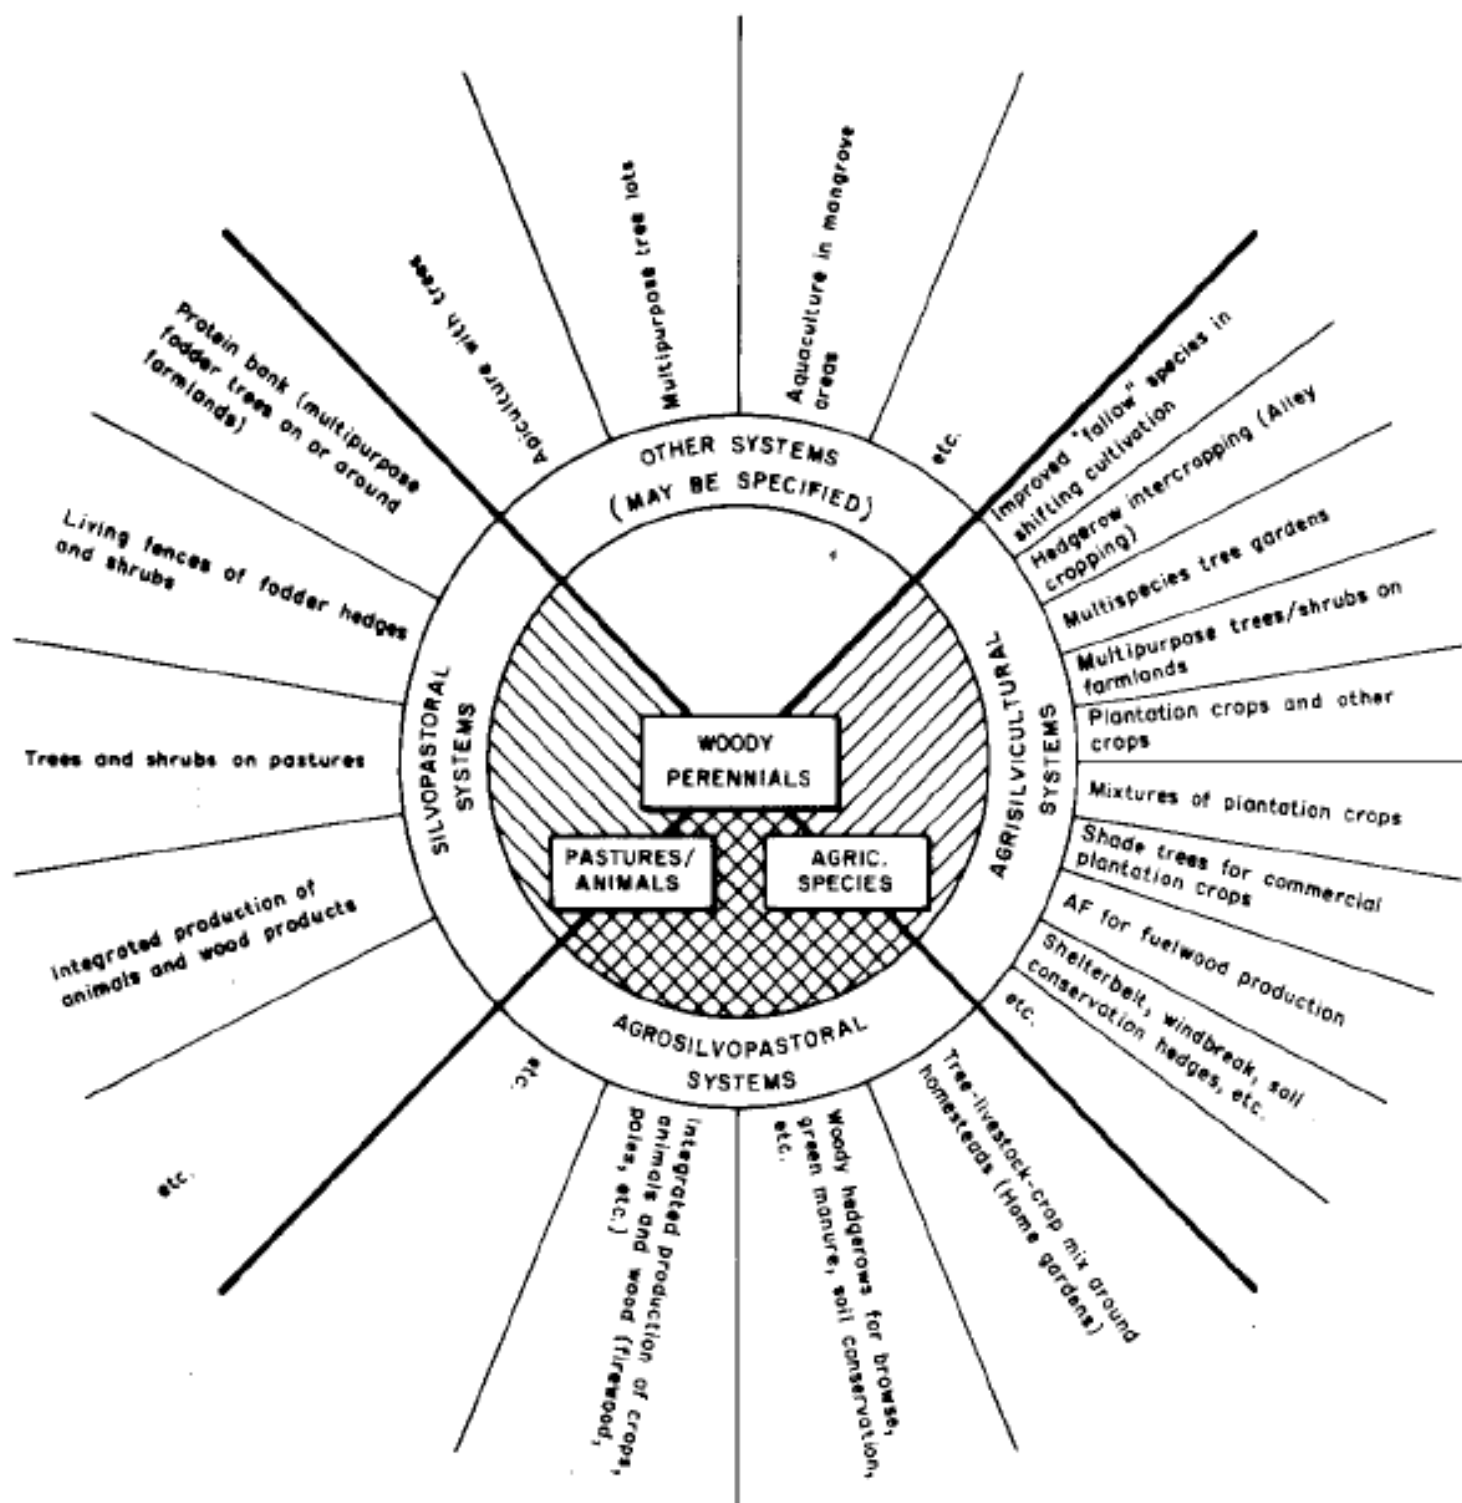 OTHER SYSTEMS
(MAY BE SPECIFIED)
Apiculture with trees
Multipurpose tree lots
Aquaculture in mangrove
areas
etc.
AGRISILVICULTURAL
SYSTEMS
Improved "fallow" species in
shifting cultivation
Hedgerow intercropping (Alley
cropping)
Multispecies tree gardens
Multipurpose trees/shrubs on
farmlands
Plantation crops and other
crops
Mixtures of plantation crops
Shade trees for commercial
plantation crops
AF for fuelwood production
Shelterbelt, windbreak, soil
conservation hedges, etc.
etc.
AGROSILVOPASTORAL
SYSTEMS
Tree-livestock-crop mix around
homesteads (Home gardens)
Woody hedgerows for browse,
green manure, soil conservation,
etc.
Integrated production of crops,
animals and wood (firewood,
poles, etc.)
etc.
SILVOPASTORAL
SYSTEMS
Protein bank (multipurpose
fodder trees on or around
farmlands)
Living fences of fodder hedges
and shrubs
Trees and shrubs on pastures
Integrated production of
animals and wood products
etc.
WOODY
PERENNIALS
PASTURES/
ANIMALS
AGRIC.
SPECIES